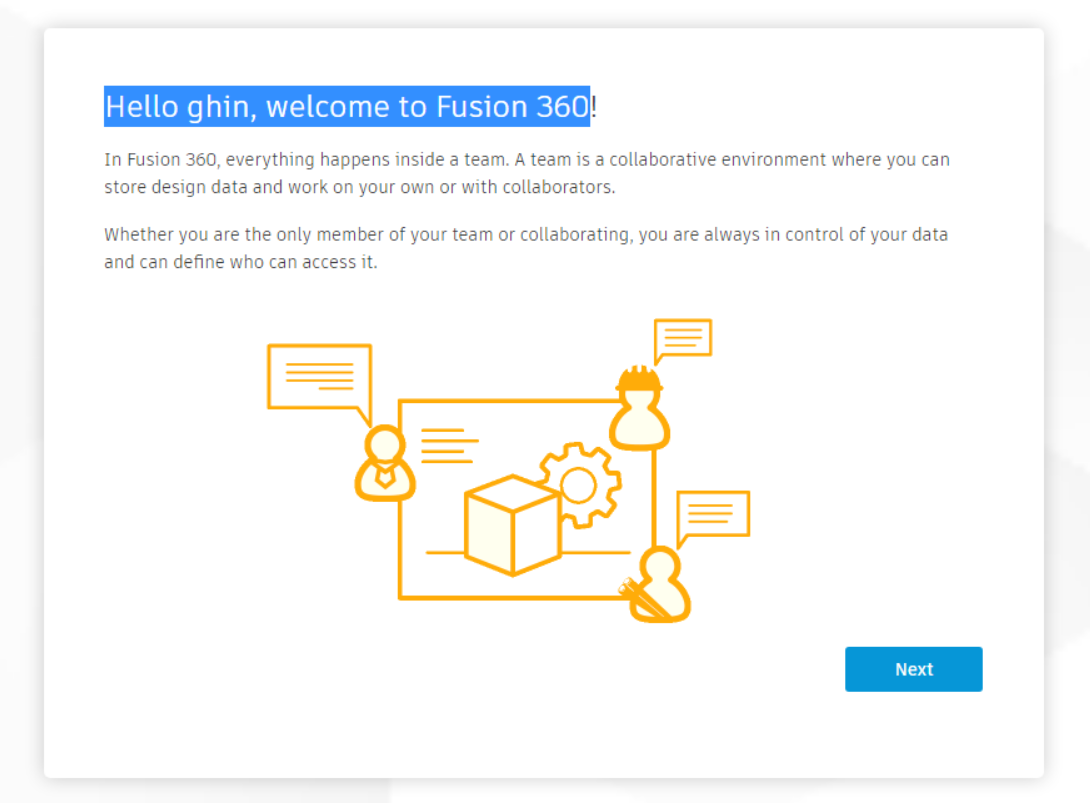 Hello ghin, welcome to Fusion 360!
In Fusion 360, everything happens inside a team. A team is a collaborative environment where you can
store design data and work on your own or with collaborators.
Whether you are the only member of your team or collaborating, you are always in control of your data
and can define who can access it.
Next